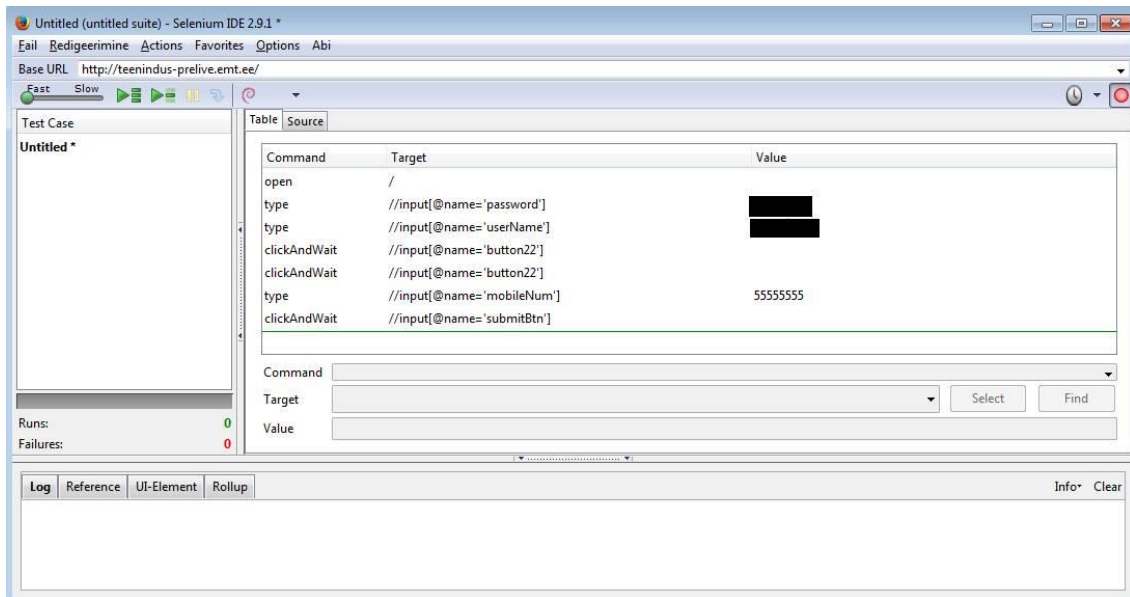 Untitled (untitled suite) - Selenium IDE 2.9.1 *
Fail Redigeerimine Actions Favorites Options Abi
Base URL http://teenindus-prelive.emt.ee/
Fast Slow
Test Case
Untitled *
Runs: 0
Failures: 0
Table Source
Command Target Value
open /
type //input[@name='password']
type //input[@name='userName']
clickAndWait //input[@name='button22']
clickAndWait //input[@name='button22']
type //input[@name='mobileNum'] 55555555
clickAndWait //input[@name='submitBtn']
Command
Target Select Find
Value
Log Reference UI-Element Rollup Info Clear